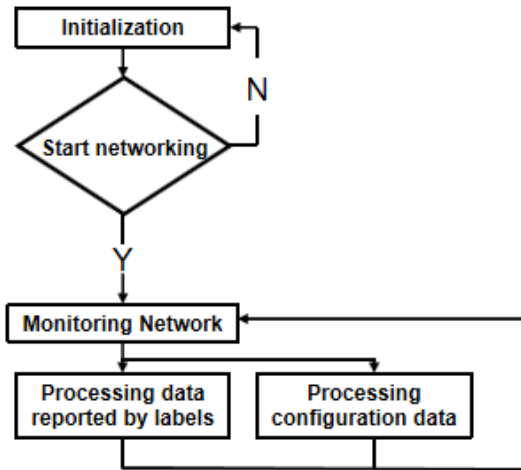 Initialization
N
Start networking
Y
Monitoring Network
Processing data
reported by labels
Processing
configuration data